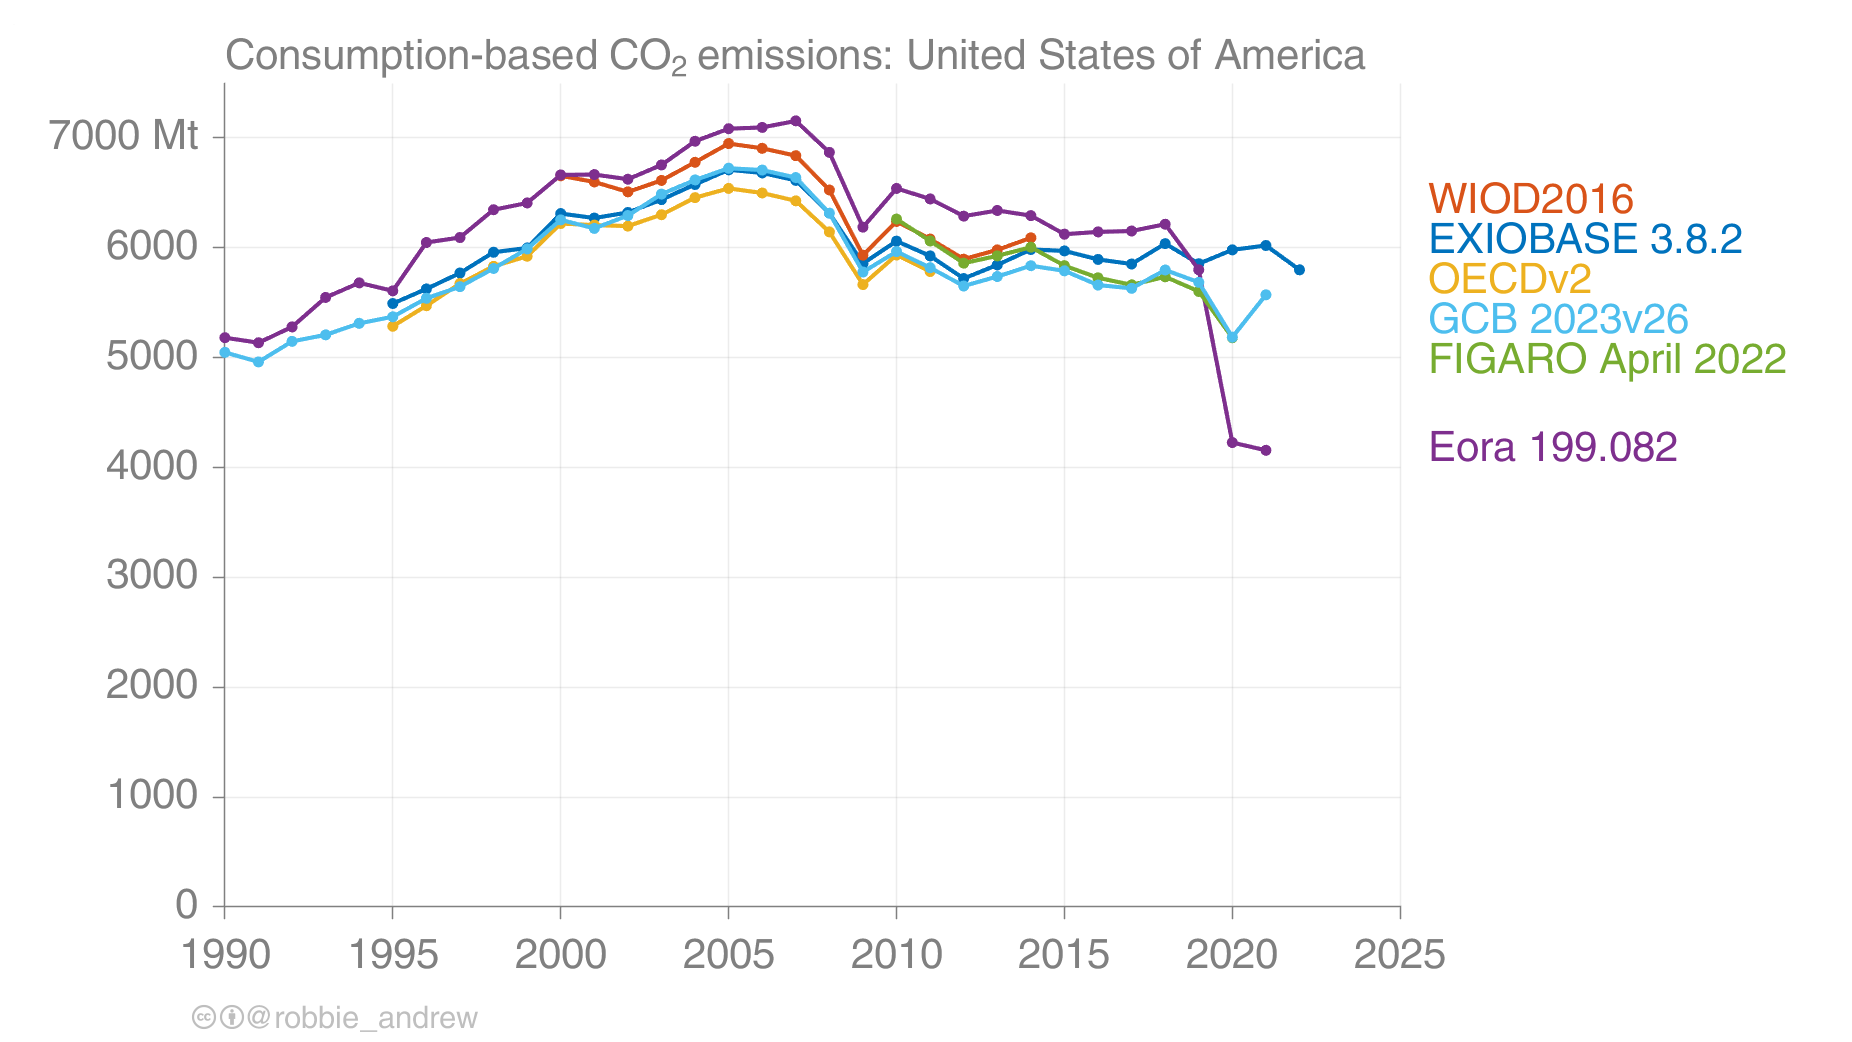 Consumption-based CO₂ emissions: United States of America
7000 Mt
6000
5000
4000
3000
2000
1000
0
1990 1995 2000 2005 2010 2015 2020 2025
WIOD2016
EXIOBASE 3.8.2
OECDv2
GCB 2023v26
FIGARO April 2022
Eora 199.082
cc @robbie_andrew